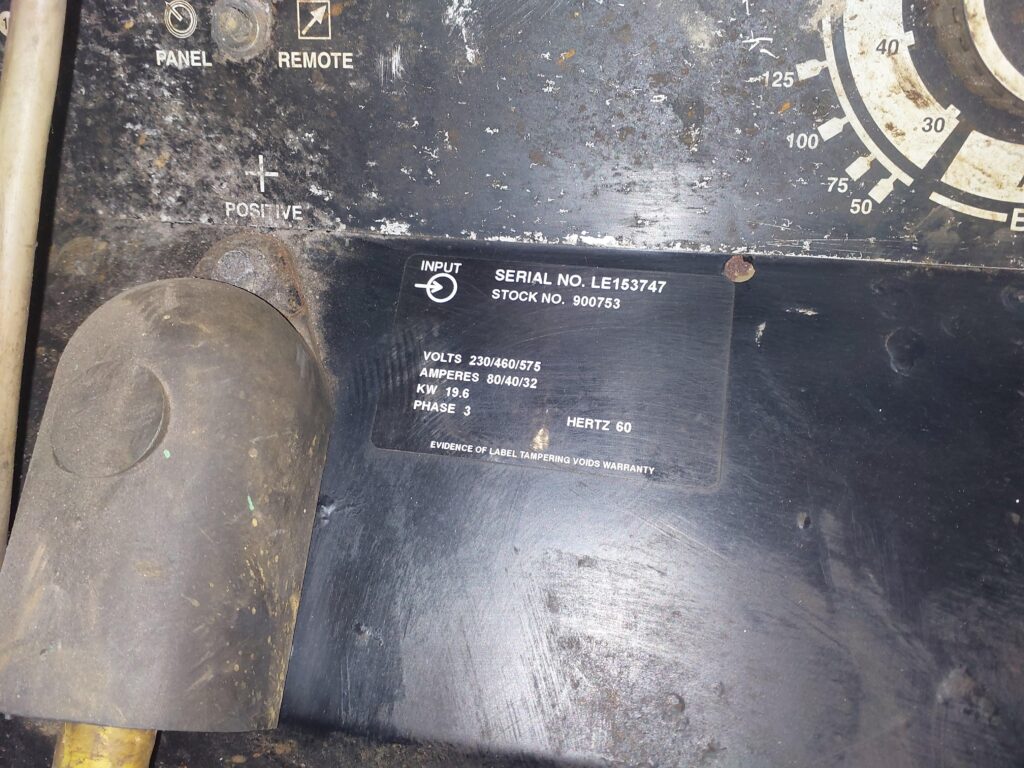 PANEL
REMOTE
40
30
125
100
75
50
+
POSITIVE
INPUT
SERIAL NO. LE153747
STOCK NO. 900753
VOLTS 230/460/575
AMPERES 80/40/32
KW 19.6
PHASE 3
HERTZ 60
EVIDENCE OF LABEL TAMPERING VOIDS WARRANTY